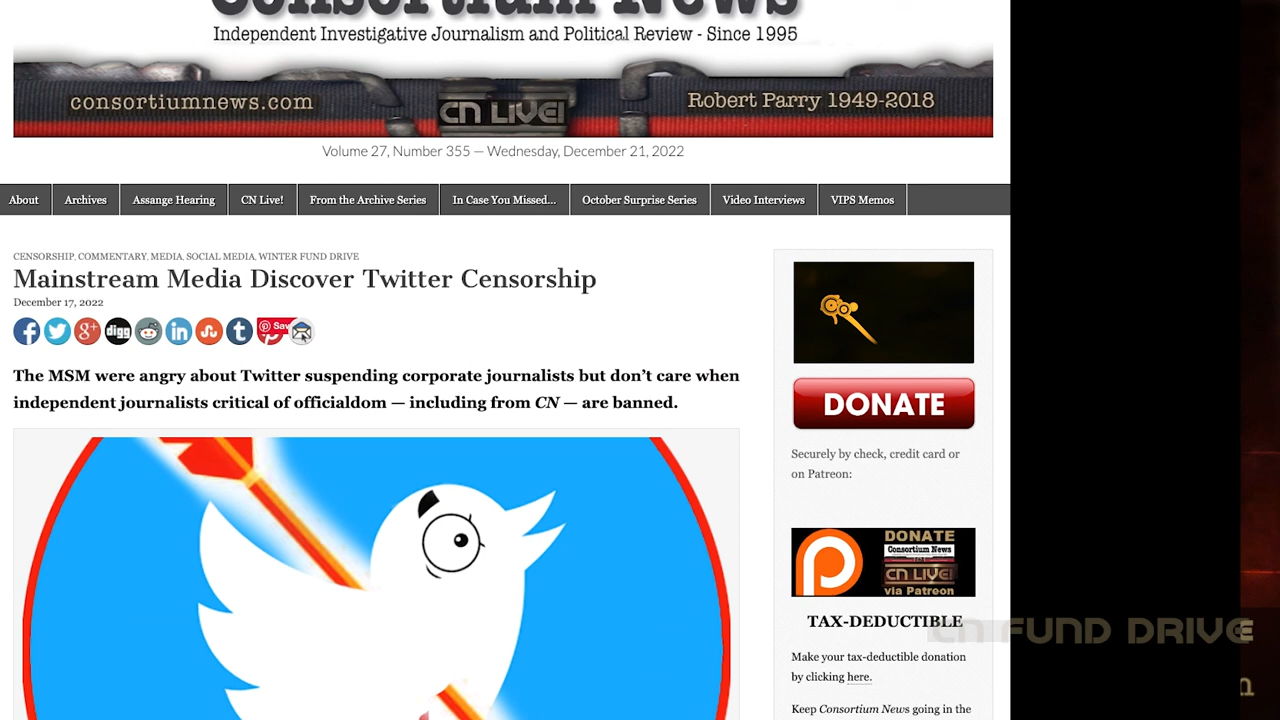 Consortium News
Independent Investigative Journalism and Political Review - Since 1995
consortiumnews.com
CN LIVE!
Robert Parry 1949-2018
Volume 27, Number 355 — Wednesday, December 21, 2022
About
Archives
Assange Hearing
CN Live!
From the Archive Series
In Case You Missed...
October Surprise Series
Video Interviews
VIPS Memos
CENSORSHIP, COMMENTARY, MEDIA, SOCIAL MEDIA, WINTER FUND DRIVE
Mainstream Media Discover Twitter Censorship
December 17, 2022
digg
Save
The MSM were angry about Twitter suspending corporate journalists but don’t care when
independent journalists critical of officialdom — including from CN — are banned.
DONATE
Securely by check, credit card or
on Patreon:
DONATE
Consortium News
CN LIVE!
via Patreon
TAX-DEDUCTIBLE
Make your tax-deductible donation
by clicking here.
Keep Consortium News going in the
CN FUND DRIVE